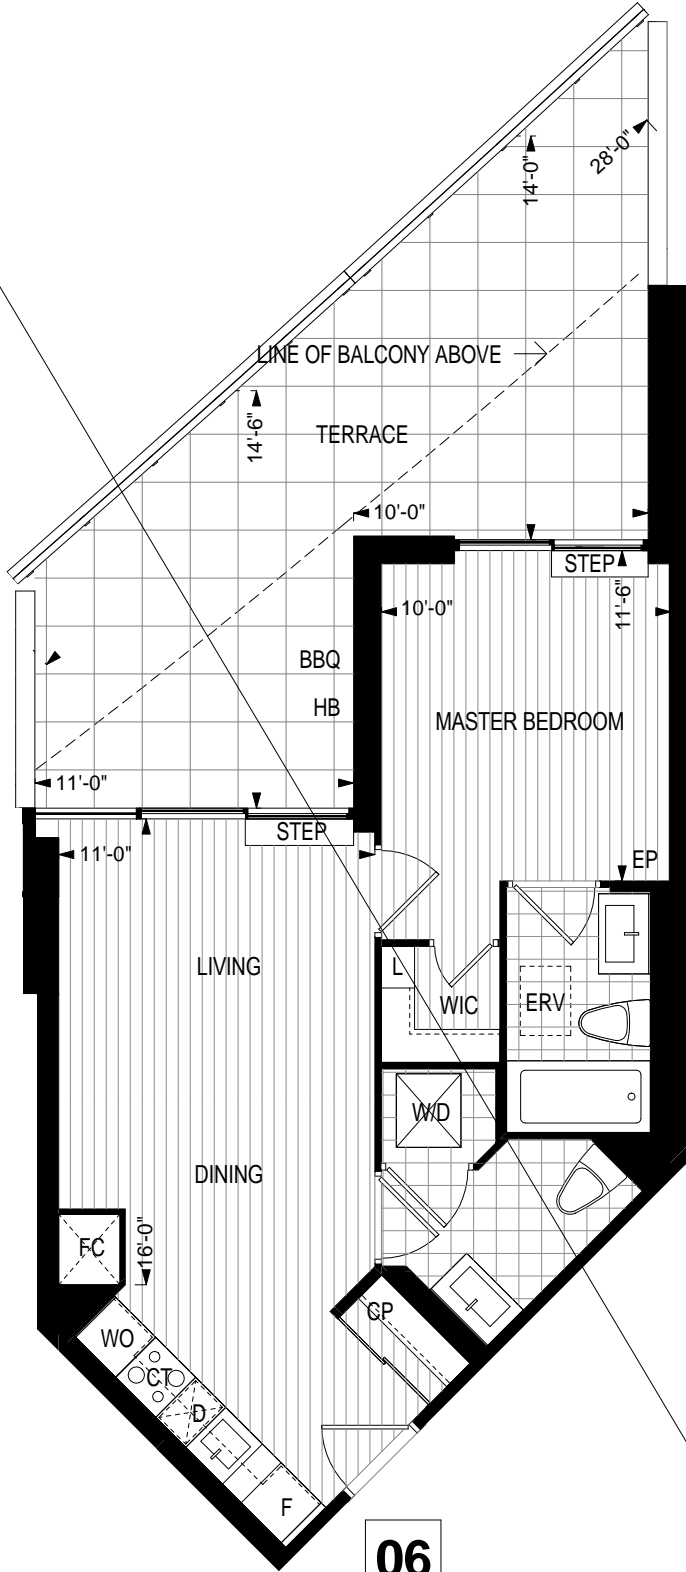 28'-0"
14'-0"
LINE OF BALCONY ABOVE
14'-6"
TERRACE
10'-0"
STEP
10'-0"
11'-6"
BBQ
HB
MASTER BEDROOM
11'-0"
STEP
11'-0"
EP
LIVING
L
WIC
ERV
W/D
DINING
FC
16'-0"
CP
WO
CT
D
F
06